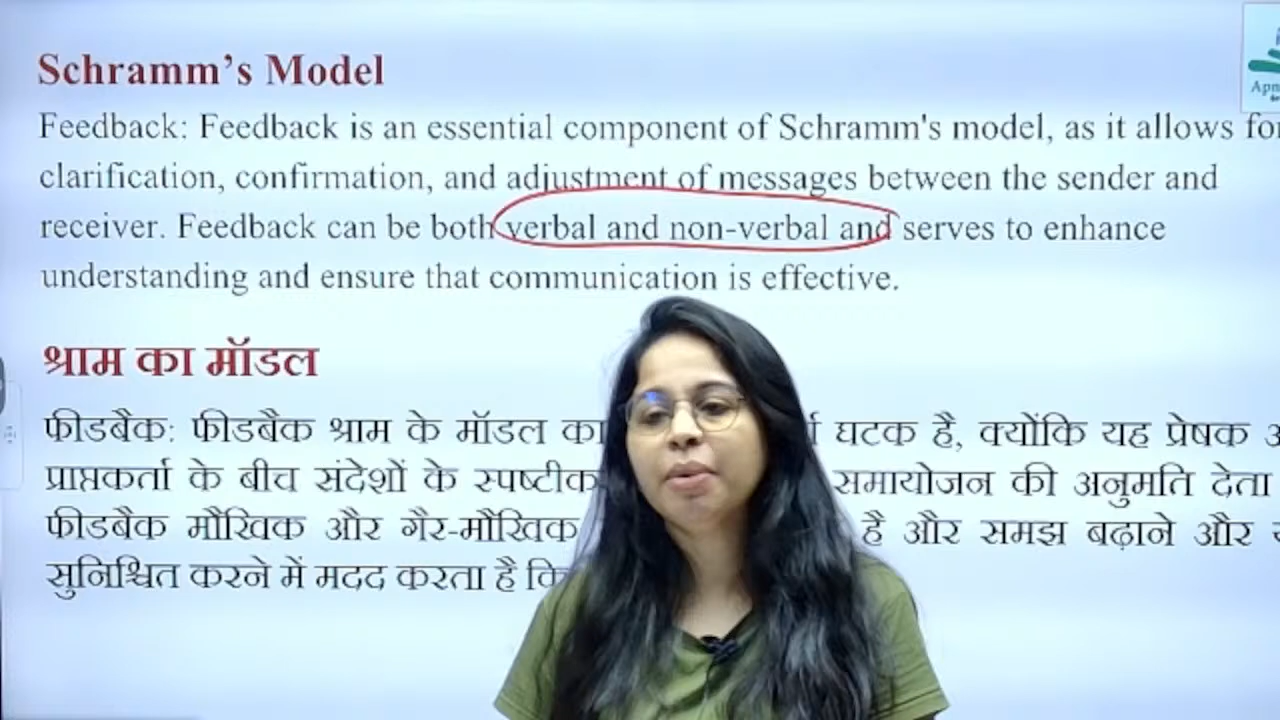 Schramm's Model
Apn
Feedback: Feedback is an essential component of Schramm's model, as it allows for
clarification, confirmation, and adjustment of messages between the sender and
receiver. Feedback can be both verbal and non-verbal and serves to enhance
understanding and ensure that communication is effective.
श्राम का मॉडल
फीडबैक: फीडबैक श्राम के मॉडल का घटक है, क्योंकि यह प्रेषक
प्राप्तकर्ता के बीच संदेशों के समायोजन की अनुमति देता
फीडबैक मौखिक और गैर-मौखिक है और समझ बढ़ाने और
सुनिश्चित करने में मदद करता है